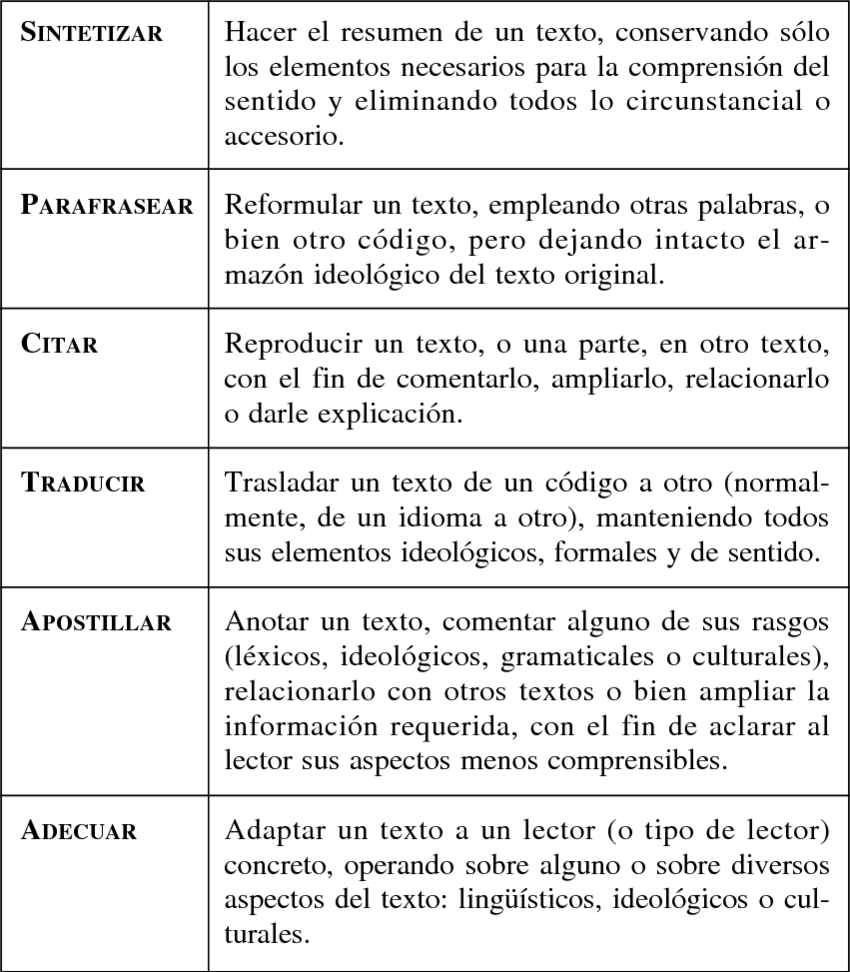 SINTETIZAR Hacer el resumen de un texto, conservando sólo
los elementos necesarios para la comprensión del
sentido y eliminando todos lo circunstancial o
accesorio.
PARAFRASEAR Reformular un texto, empleando otras palabras, o
bien otro código, pero dejando intacto el ar-
mazón ideológico del texto original.
CITAR Reproducir un texto, o una parte, en otro texto,
con el fin de comentarlo, ampliarlo, relacionarlo
o darle explicación.
TRADUCIR Trasladar un texto de un código a otro (normal-
mente, de un idioma a otro), manteniendo todos
sus elementos ideológicos, formales y de sentido.
APOSTILLAR Anotar un texto, comentar alguno de sus rasgos
(léxicos, ideológicos, gramaticales o culturales),
relacionarlo con otros textos o bien ampliar la
información requerida, con el fin de aclarar al
lector sus aspectos menos comprensibles.
ADECUAR Adaptar un texto a un lector (o tipo de lector)
concreto, operando sobre alguno o sobre diversos
aspectos del texto: lingüísticos, ideológicos o cul-
turales.